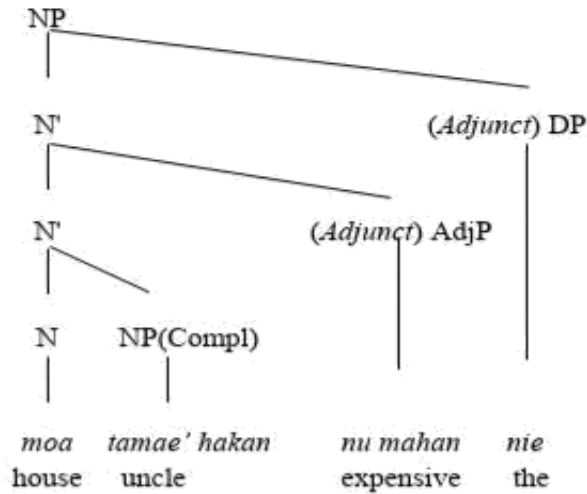 NP
N' (Adjunct) DP
N' (Adjunct) AdjP
N NP(Compl)
moa tamae’ hakan nu mahan nie
house uncle expensive the